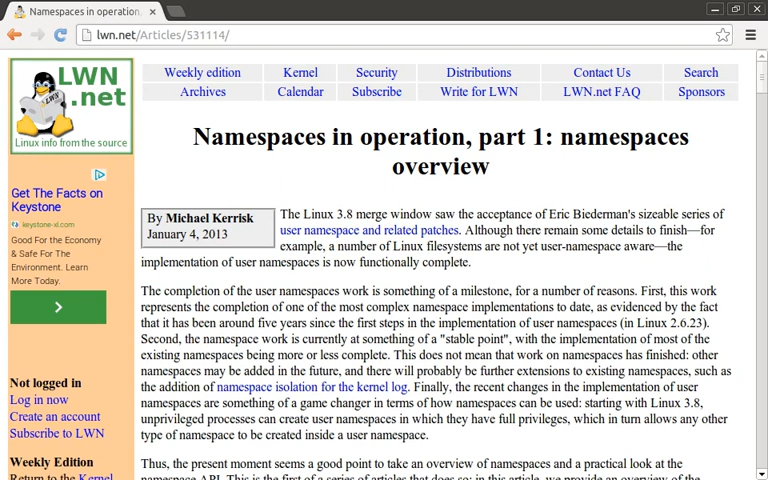 Namespaces in operation,
lwn.net/Articles/531114/
LWN
.net
LWN
Linux info from the source
Weekly edition Kernel Security Distributions Contact Us Search
Archives Calendar Subscribe Write for LWN LWN.net FAQ Sponsors
Get The Facts on
Keystone
keystone-xl.com
Good For the Economy
& Safe For The
Environment. Learn
More Today.
Not logged in
Log in now
Create an account
Subscribe to LWN
Weekly Edition
Return to the Kernel
Namespaces in operation, part 1: namespaces
overview
By Michael Kerrisk
January 4, 2013
The Linux 3.8 merge window saw the acceptance of Eric Biederman's sizeable series of
user namespace and related patches. Although there remain some details to finish—for
example, a number of Linux filesystems are not yet user-namespace aware—the
implementation of user namespaces is now functionally complete.
The completion of the user namespaces work is something of a milestone, for a number of reasons. First, this work
represents the completion of one of the most complex namespace implementations to date, as evidenced by the fact
that it has been around five years since the first steps in the implementation of user namespaces (in Linux 2.6.23).
Second, the namespace work is currently at something of a "stable point", with the implementation of most of the
existing namespaces being more or less complete. This does not mean that work on namespaces has finished: other
namespaces may be added in the future, and there will probably be further extensions to existing namespaces, such as
the addition of namespace isolation for the kernel log. Finally, the recent changes in the implementation of user
namespaces are something of a game changer in terms of how namespaces can be used: starting with Linux 3.8,
unprivileged processes can create user namespaces in which they have full privileges, which in turn allows any other
type of namespace to be created inside a user namespace.
Thus, the present moment seems a good point to take an overview of namespaces and a practical look at the
namespace API. This is the first of a series of articles that does so: in this article, we provide an overview of the